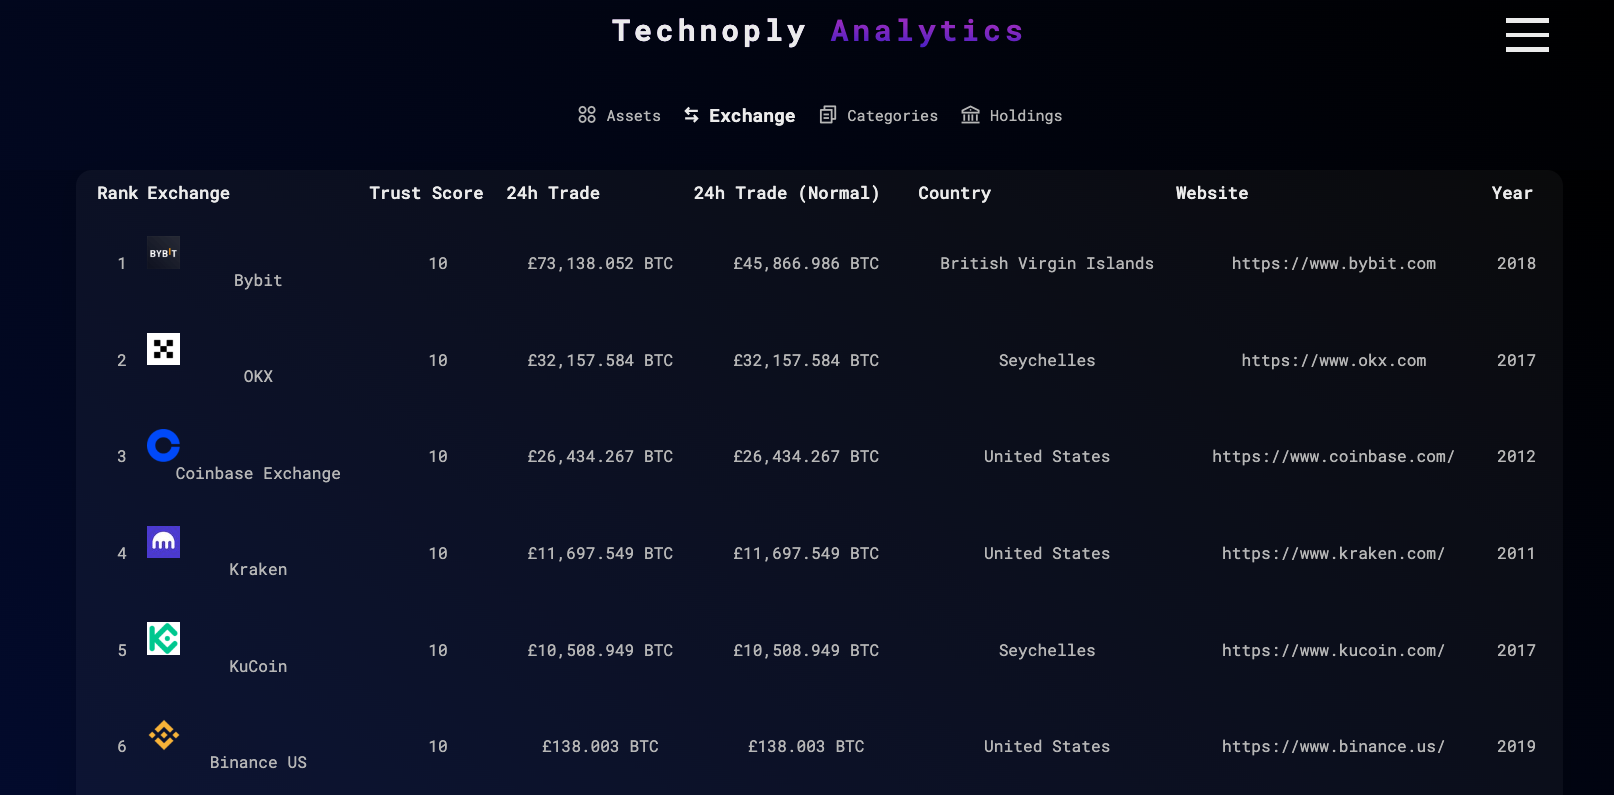 Technoply Analytics
Assets Exchange Categories Holdings
Rank Exchange Trust Score 24h Trade 24h Trade (Normal) Country Website Year
BYBIT
1 Bybit 10 £73,138.052 BTC £45,866.986 BTC British Virgin Islands https://www.bybit.com 2018
2 OKX 10 £32,157.584 BTC £32,157.584 BTC Seychelles https://www.okx.com 2017
3 Coinbase Exchange 10 £26,434.267 BTC £26,434.267 BTC United States https://www.coinbase.com/ 2012
4 Kraken 10 £11,697.549 BTC £11,697.549 BTC United States https://www.kraken.com/ 2011
5 KuCoin 10 £10,508.949 BTC £10,508.949 BTC Seychelles https://www.kucoin.com/ 2017
6 Binance US 10 £138.003 BTC £138.003 BTC United States https://www.binance.us/ 2019